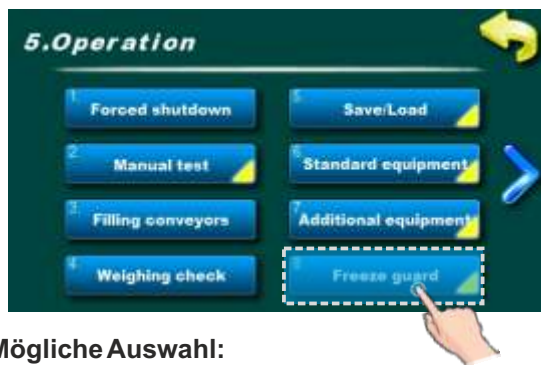 5.Operation
1. Forced shutdown
2. Manual test
3. Filling conveyors
4. Weighing check
5. Save/Load
6. Standard equipment
7. Additional equipment
8. Freeze guard
Mögliche Auswahl: